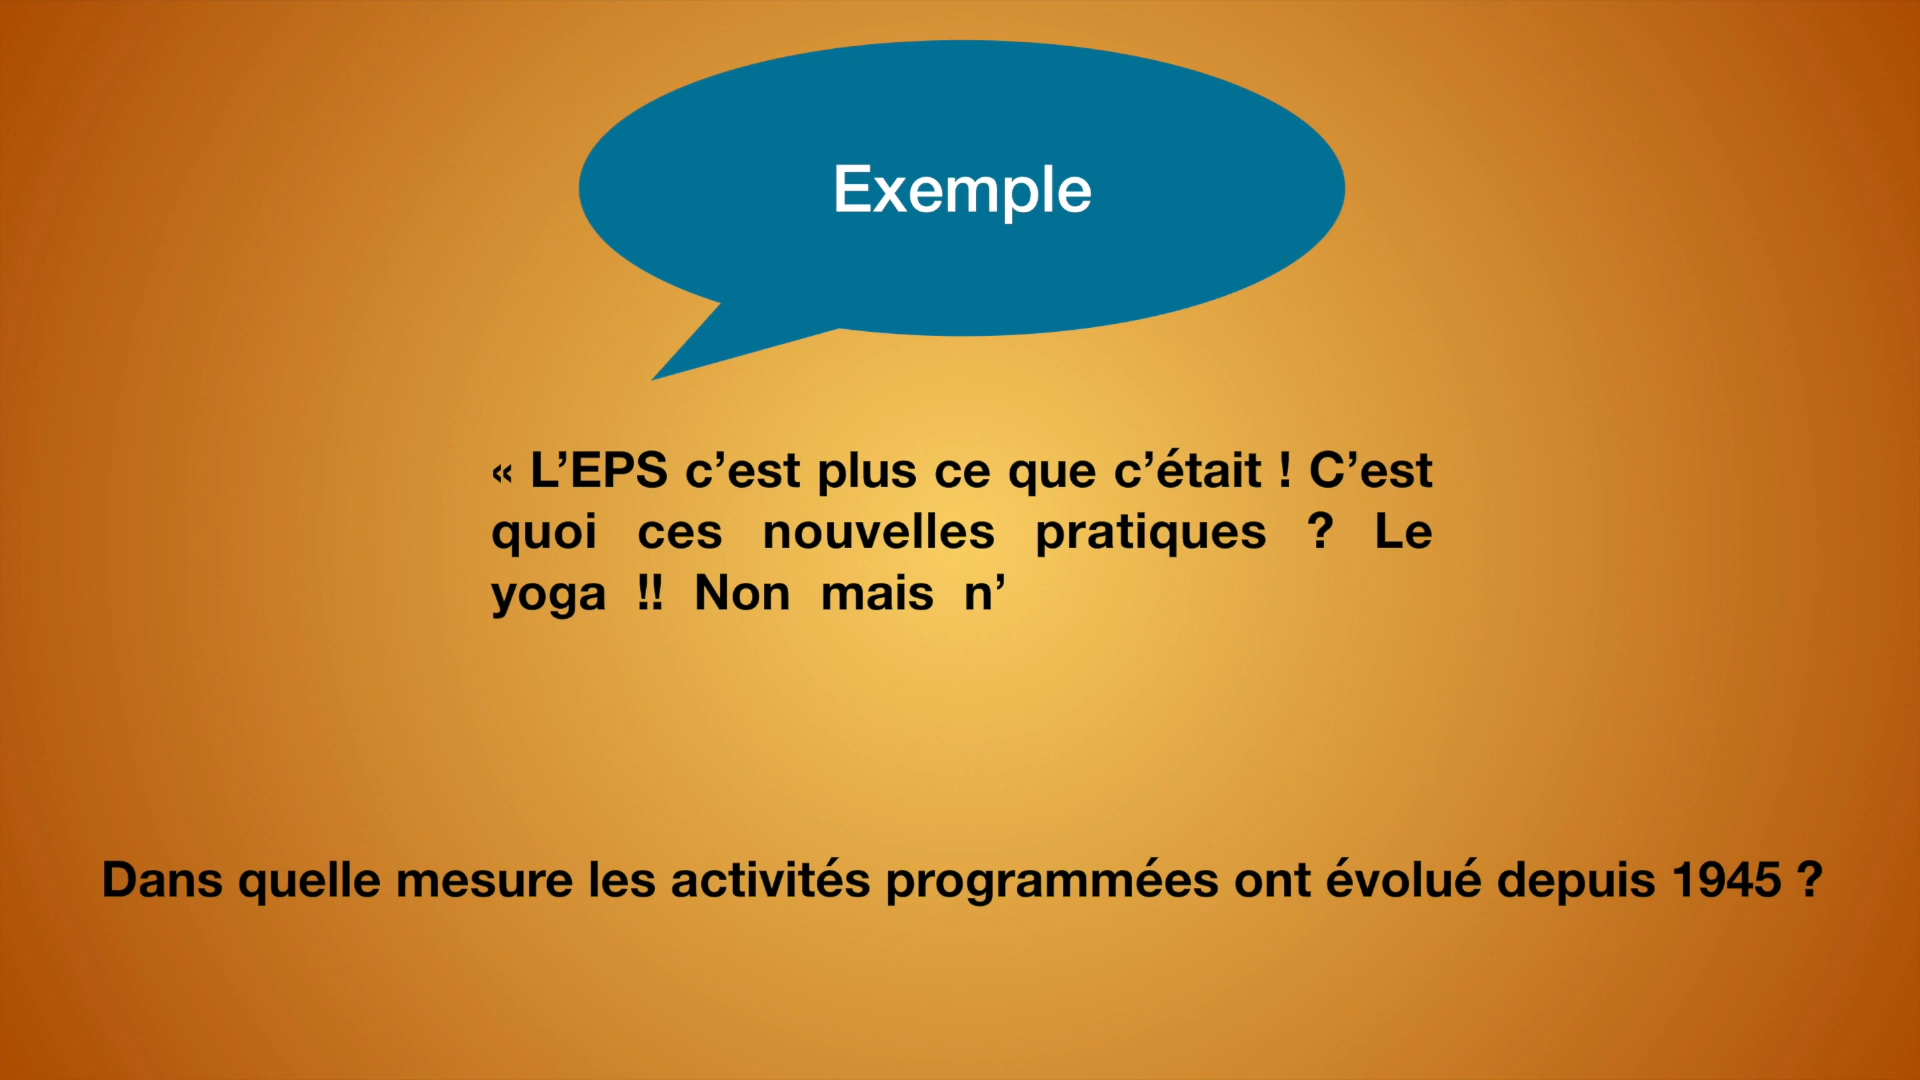 Exemple
« L’EPS c’est plus ce que c’était ! C’est
quoi ces nouvelles pratiques ? Le
yoga !! Non mais n’
Dans quelle mesure les activités programmées ont évolué depuis 1945 ?